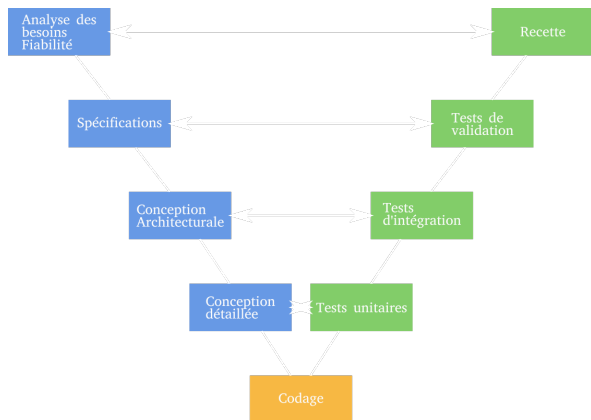 Analyse des
besoins
Fiabilité
Recette
Spécifications
Tests de
validation
Conception
Architecturale
Tests
d'intégration
Conception
détaillée
Tests unitaires
Codage